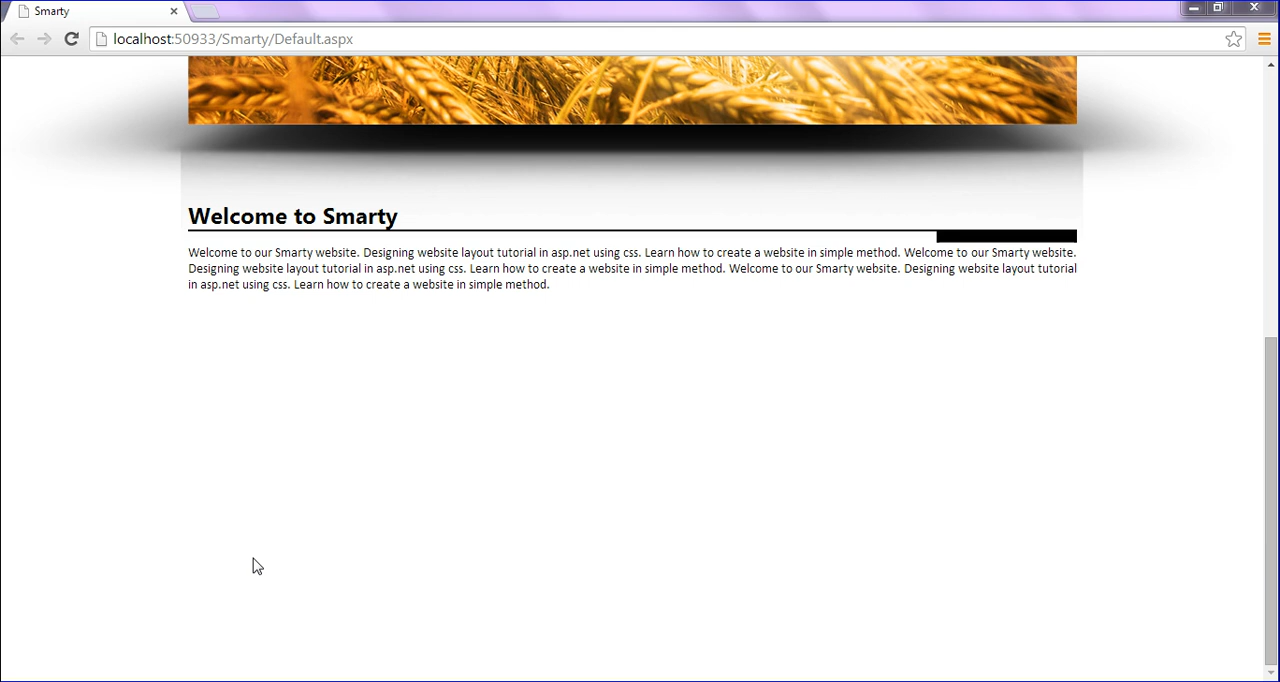 Smarty
localhost:50933/Smarty/Default.aspx
Welcome to Smarty
Welcome to our Smarty website. Designing website layout tutorial in asp.net using css. Learn how to create a website in simple method. Welcome to our Smarty website.
Designing website layout tutorial in asp.net using css. Learn how to create a website in simple method. Welcome to our Smarty website. Designing website layout tutorial
in asp.net using css. Learn how to create a website in simple method.